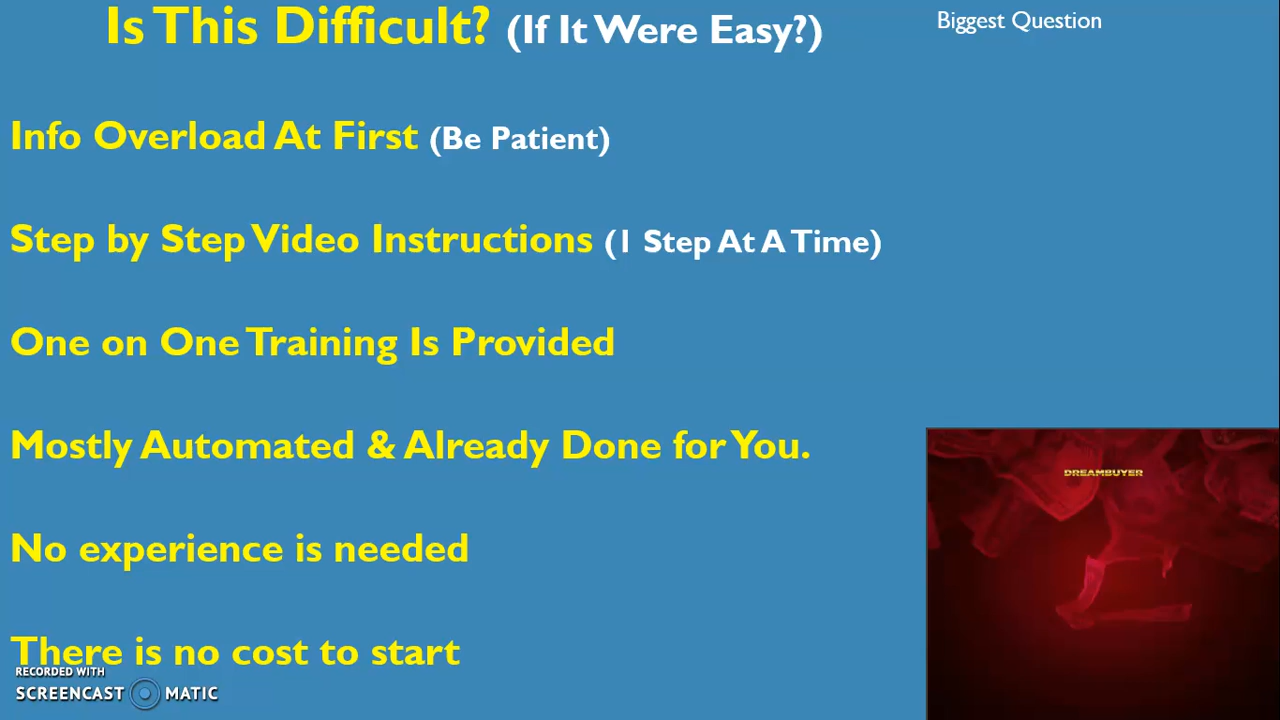 Is This Difficult? (If It Were Easy?)
Biggest Question
Info Overload At First (Be Patient)
Step by Step Video Instructions (1 Step At A Time)
One on One Training Is Provided
Mostly Automated & Already Done for You.
DREAMBUYER
No experience is needed
There is no cost to start
RECORDED WITH
SCREENCAST MATIC